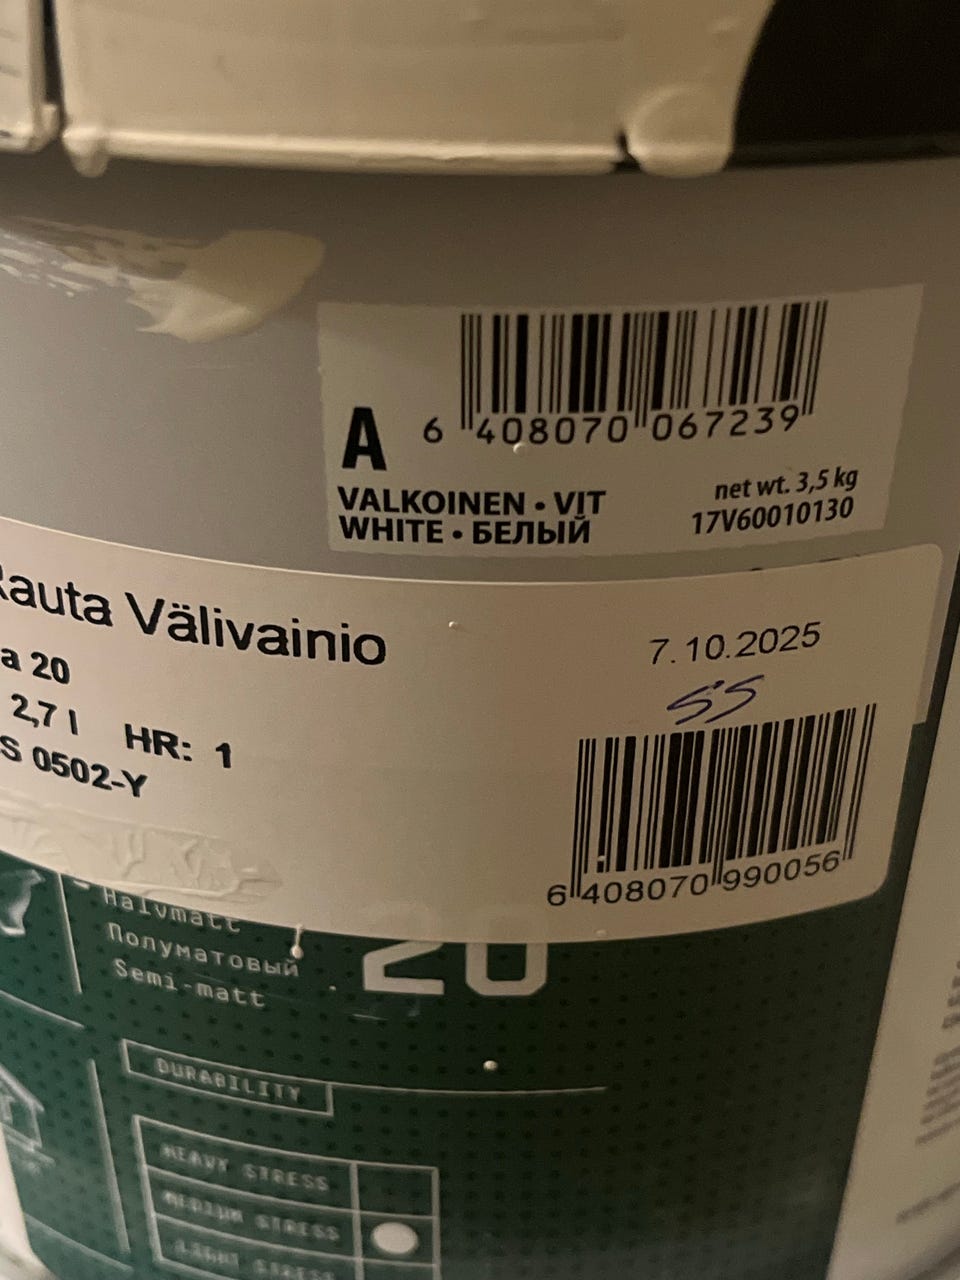 6 408070 067239
A
VALKOINEN • VIT
WHITE • БЕЛЫЙ
net wt. 3,5 kg
17V60010130
Rauta Välivainio
7.10.2025
a 20
SS
2,7 l HR: 1
S 0502-Y
6 408070 990056
Halvmatt
Полуматовый
Semi-matt
20
DURABILITY
HEAVY STRESS
MEDIUM STRESS
LIGHT STRESS